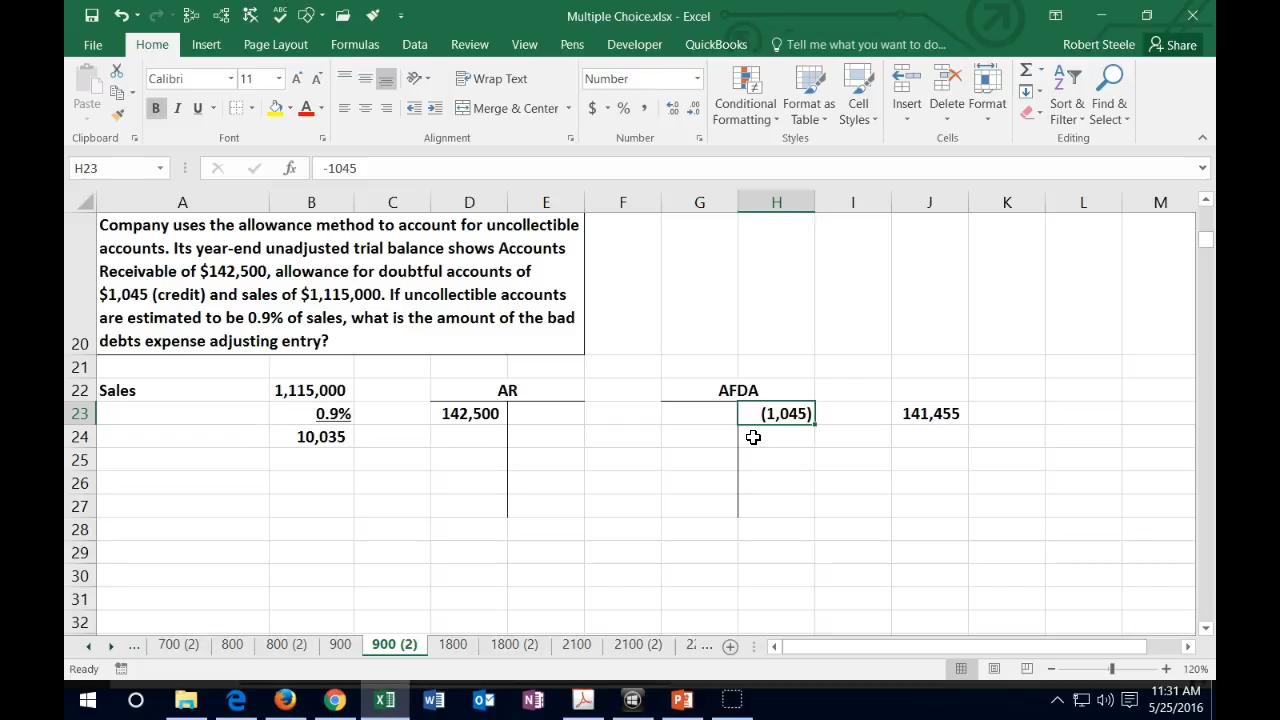 Multiple Choice.xlsx - Excel
File Home Insert Page Layout Formulas Data Review View Pens Developer QuickBooks Tell me what you want to do... Robert Steele Share
Calibri 11 Wrap Text Number
Paste B I U Merge & Center $ % Conditional Formatting Format as Table Cell Styles Insert Delete Format Sort & Filter Find & Select
Clipboard Font Alignment Number Styles Cells Editing
H23 fx -1045
A B C D E F G H I J K L M
Company uses the allowance method to account for uncollectible
accounts. Its year-end unadjusted trial balance shows Accounts
Receivable of $142,500, allowance for doubtful accounts of
$1,045 (credit) and sales of $1,115,000. If uncollectible accounts
are estimated to be 0.9% of sales, what is the amount of the bad
20 debts expense adjusting entry?
21
22 Sales 1,115,000 AR AFDA
23 0.9% 142,500 (1,045) 141,455
24 10,035
25
26
27
28
29
30
31
32
... 700 (2) 800 800 (2) 900 900 (2) 1800 1800 (2) 2100 2100 (2) 2: ...
Ready 120%
11:31 AM
5/25/2016